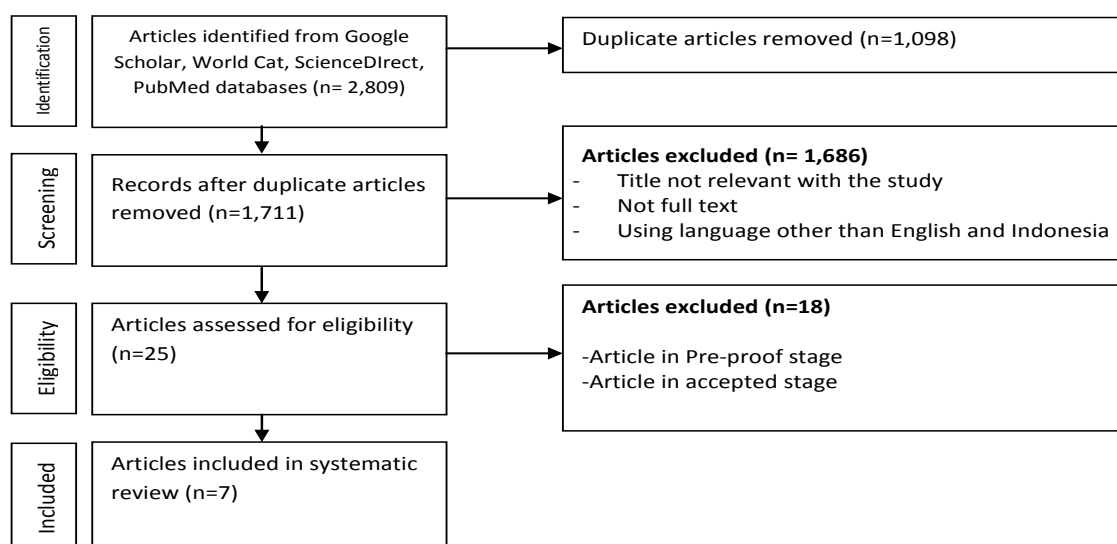 Identification
Articles identified from Google
Scholar, World Cat, ScienceDIrect,
PubMed databases (n= 2,809)
Duplicate articles removed (n=1,098)
Screening
Records after duplicate articles
removed (n=1,711)
Articles excluded (n= 1,686)
- Title not relevant with the study
- Not full text
- Using language other than English and Indonesia
Eligibility
Articles assessed for eligibility
(n=25)
Articles excluded (n=18)
-Article in Pre-proof stage
-Article in accepted stage
Included
Articles included in systematic
review (n=7)